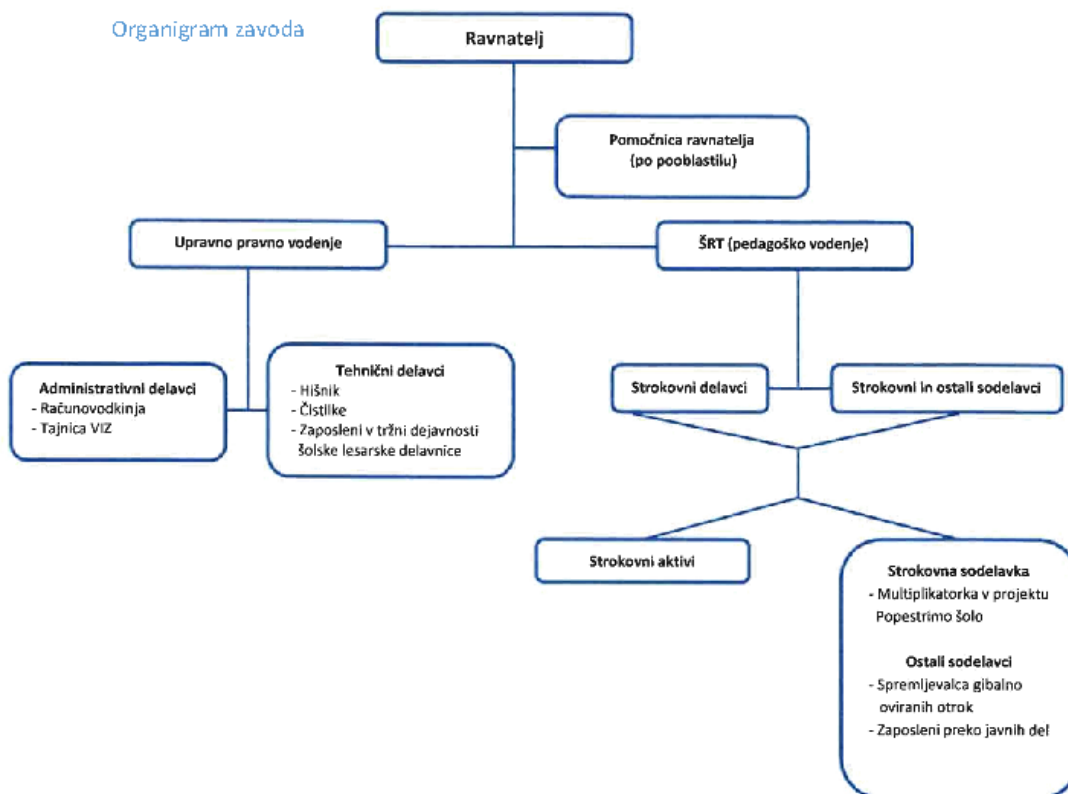 Organigram zavoda
Ravnatelj
Pomočnica ravnatelja
(po pooblastilu)
Upravno pravno vodenje
ŠRT (pedagoško vodenje)
Administrativni delavci
- Računovodkinja
- Tajnica VIZ
Tehnični delavci
- Hišnik
- Čistilke
- Zaposleni v tržni dejavnosti
šolske lesarske delavnice
Strokovni delavci
Strokovni in ostali sodelavci
Strokovni aktivi
Strokovna sodelavka
- Multiplikatorka v projektu
Popestrimo šolo
Ostali sodelavci
- Spremljevalca gibalno
oviranih otrok
- Zaposleni preko javnih del